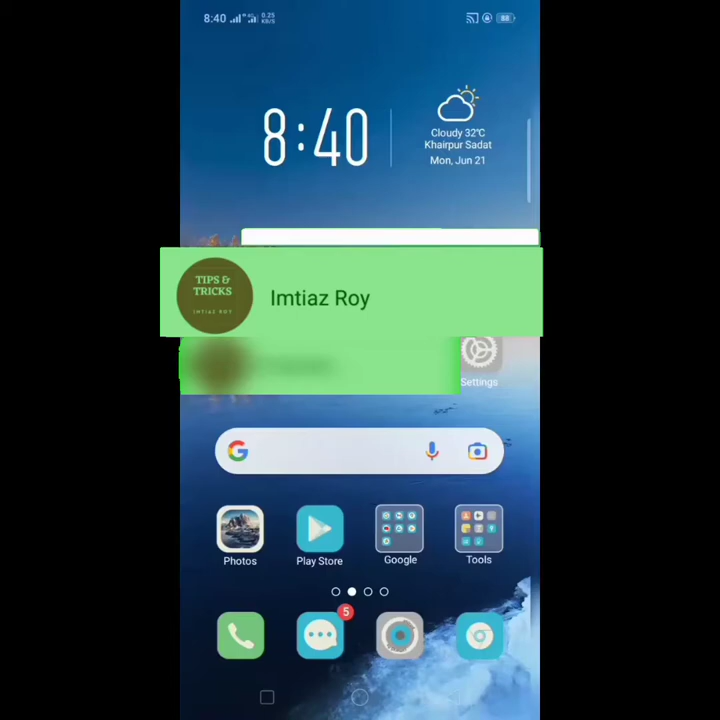 8:40 0.25 KB/S 88
8:40
Cloudy 32℃
Khairpur Sadat
Mon, Jun 21
TIPS &
TRICKS
IMTIAZ ROY
Imtiaz Roy
Settings
Photos Play Store Google Tools
5